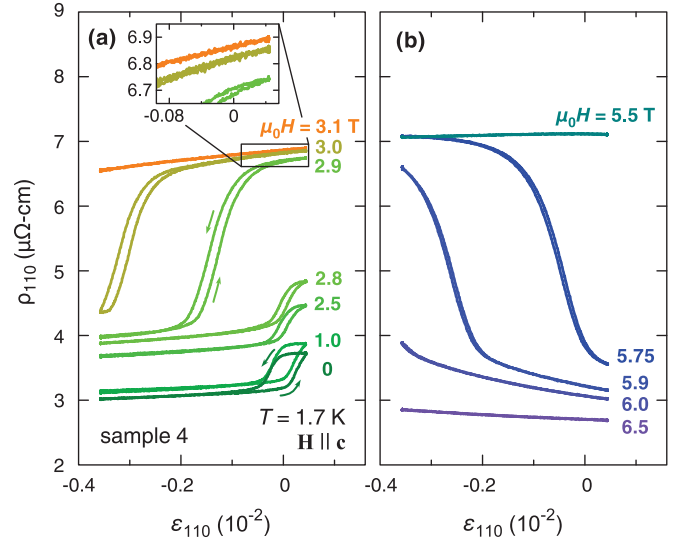 (a)
6.9
6.8
6.7
-0.08
0
μ₀H = 3.1 T
3.0
2.9
2.8
2.5
1.0
0
T = 1.7 K
H || c
sample 4
9
8
7
6
5
4
3
2
ρ₁₁₀ (μΩ-cm)
-0.4
-0.2
0
ε₁₁₀ (10⁻²)
(b)
μ₀H = 5.5 T
5.75
5.9
6.0
6.5
-0.4
-0.2
0
ε₁₁₀ (10⁻²)